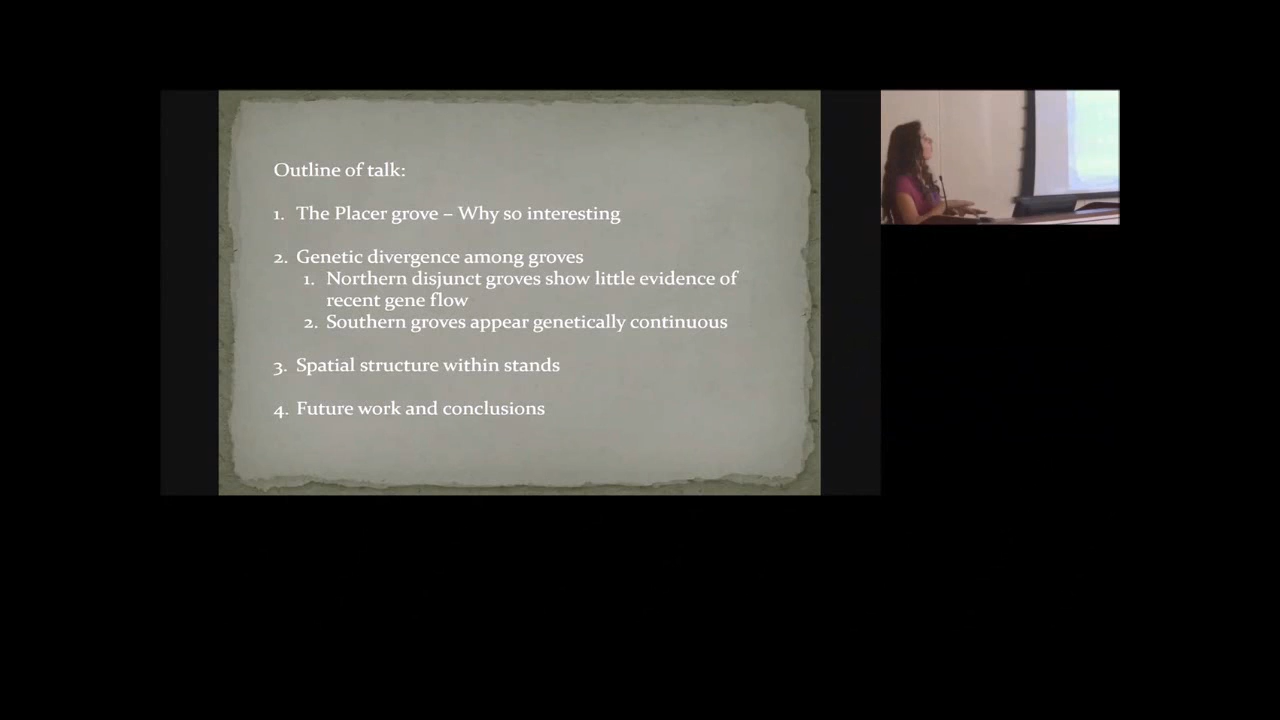 Outline of talk:
1. The Placer grove – Why so interesting
2. Genetic divergence among groves
1. Northern disjunct groves show little evidence of
recent gene flow
2. Southern groves appear genetically continuous
3. Spatial structure within stands
4. Future work and conclusions